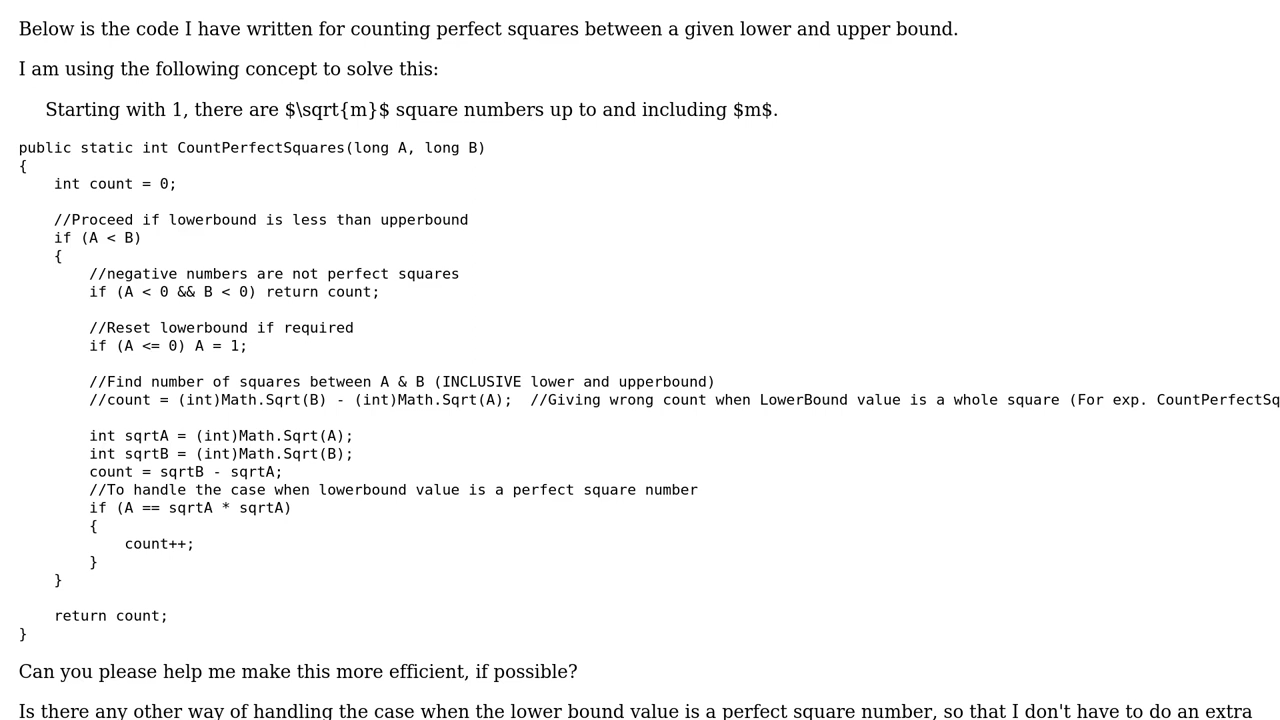 Below is the code I have written for counting perfect squares between a given lower and upper bound.
I am using the following concept to solve this:
Starting with 1, there are $\sqrt{m}$ square numbers up to and including $m$.
public static int CountPerfectSquares(long A, long B)
{
    int count = 0;

    //Proceed if lowerbound is less than upperbound
    if (A < B)
    {
        //negative numbers are not perfect squares
        if (A < 0 && B < 0) return count;

        //Reset lowerbound if required
        if (A <= 0) A = 1;

        //Find number of squares between A & B (INCLUSIVE lower and upperbound)
        //count = (int)Math.Sqrt(B) - (int)Math.Sqrt(A);  //Giving wrong count when LowerBound value is a whole square (For exp. CountPerfectSq

        int sqrtA = (int)Math.Sqrt(A);
        int sqrtB = (int)Math.Sqrt(B);
        count = sqrtB - sqrtA;
        //To handle the case when lowerbound value is a perfect square number
        if (A == sqrtA * sqrtA)
        {
            count++;
        }
    }

    return count;
}
Can you please help me make this more efficient, if possible?
Is there any other way of handling the case when the lower bound value is a perfect square number, so that I don't have to do an extra